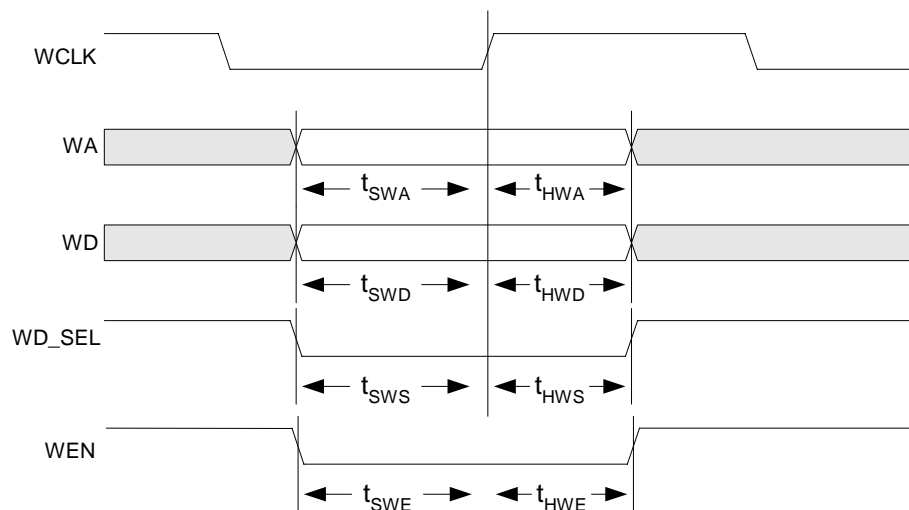 WCLK
WA
tSWA tHWA
WD
tSWD tHWD
WD_SEL
tSWS tHWS
WEN
tSWE tHWE